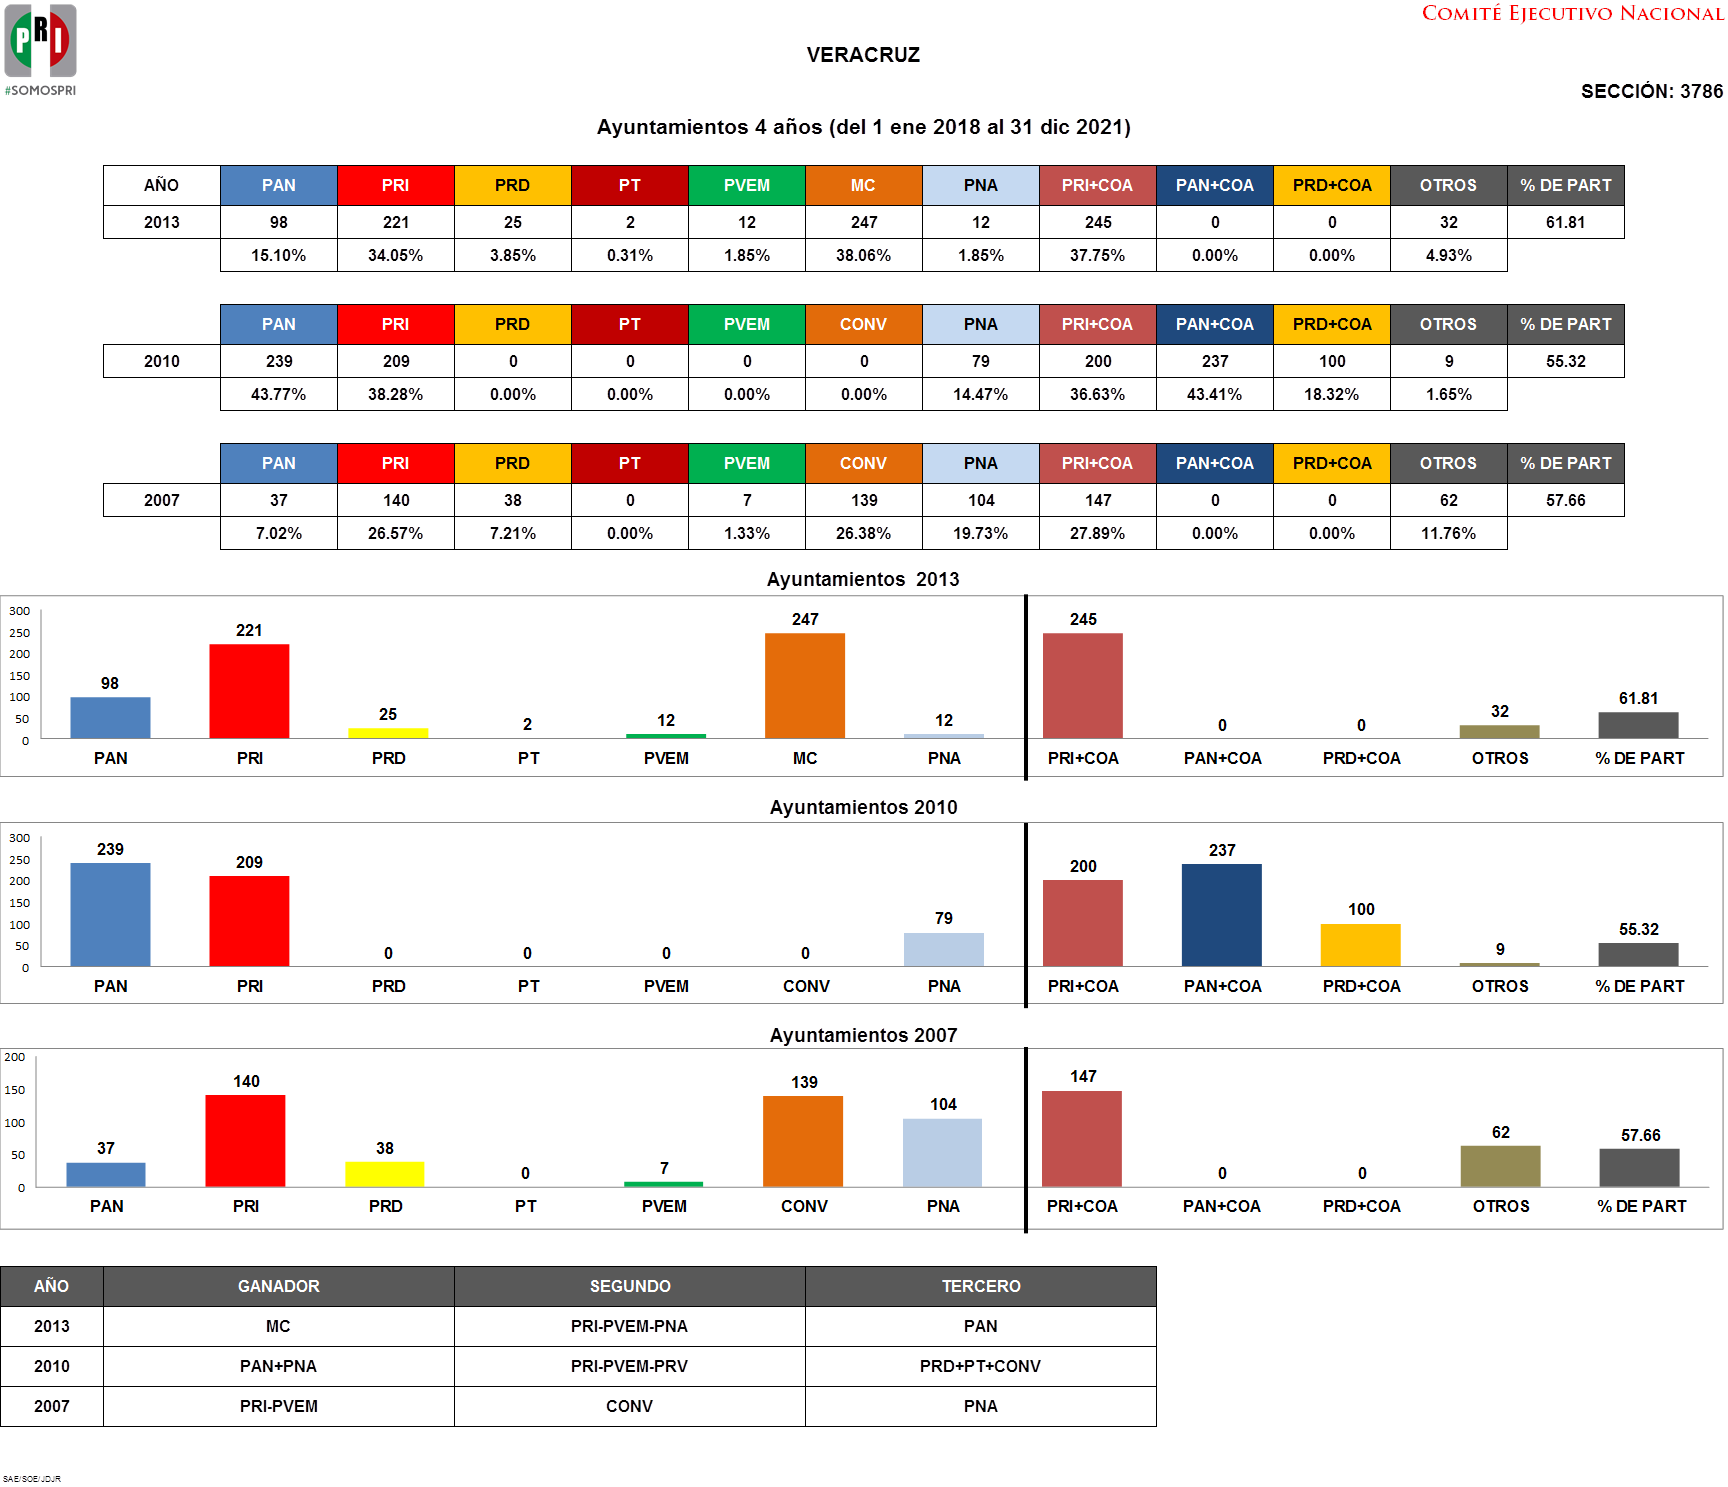 PRI
#SOMOSPRI
COMITÉ EJECUTIVO NACIONAL
VERACRUZ
SECCIÓN: 3786
Ayuntamientos 4 años (del 1 ene 2018 al 31 dic 2021)
AÑO PAN PRI PRD PT PVEM MC PNA PRI+COA PAN+COA PRD+COA OTROS % DE PART
2013 98 221 25 2 12 247 12 245 0 0 32 61.81
15.10% 34.05% 3.85% 0.31% 1.85% 38.06% 1.85% 37.75% 0.00% 0.00% 4.93%
PAN PRI PRD PT PVEM CONV PNA PRI+COA PAN+COA PRD+COA OTROS % DE PART
2010 239 209 0 0 0 0 79 200 237 100 9 55.32
43.77% 38.28% 0.00% 0.00% 0.00% 0.00% 14.47% 36.63% 43.41% 18.32% 1.65%
PAN PRI PRD PT PVEM CONV PNA PRI+COA PAN+COA PRD+COA OTROS % DE PART
2007 37 140 38 0 7 139 104 147 0 0 62 57.66
7.02% 26.57% 7.21% 0.00% 1.33% 26.38% 19.73% 27.89% 0.00% 0.00% 11.76%
Ayuntamientos 2013
300
250
200
150
100
50
0
98 221 25 2 12 247 12 245 0 0 32 61.81
PAN PRI PRD PT PVEM MC PNA PRI+COA PAN+COA PRD+COA OTROS % DE PART
Ayuntamientos 2010
300
250
200
150
100
50
0
239 209 0 0 0 0 79 200 237 100 9 55.32
PAN PRI PRD PT PVEM CONV PNA PRI+COA PAN+COA PRD+COA OTROS % DE PART
Ayuntamientos 2007
200
150
100
50
0
37 140 38 0 7 139 104 147 0 0 62 57.66
PAN PRI PRD PT PVEM CONV PNA PRI+COA PAN+COA PRD+COA OTROS % DE PART
AÑO GANADOR SEGUNDO TERCERO
2013 MC PRI-PVEM-PNA PAN
2010 PAN+PNA PRI-PVEM-PRV PRD+PT+CONV
2007 PRI-PVEM CONV PNA
SAE/SOE/JDJR